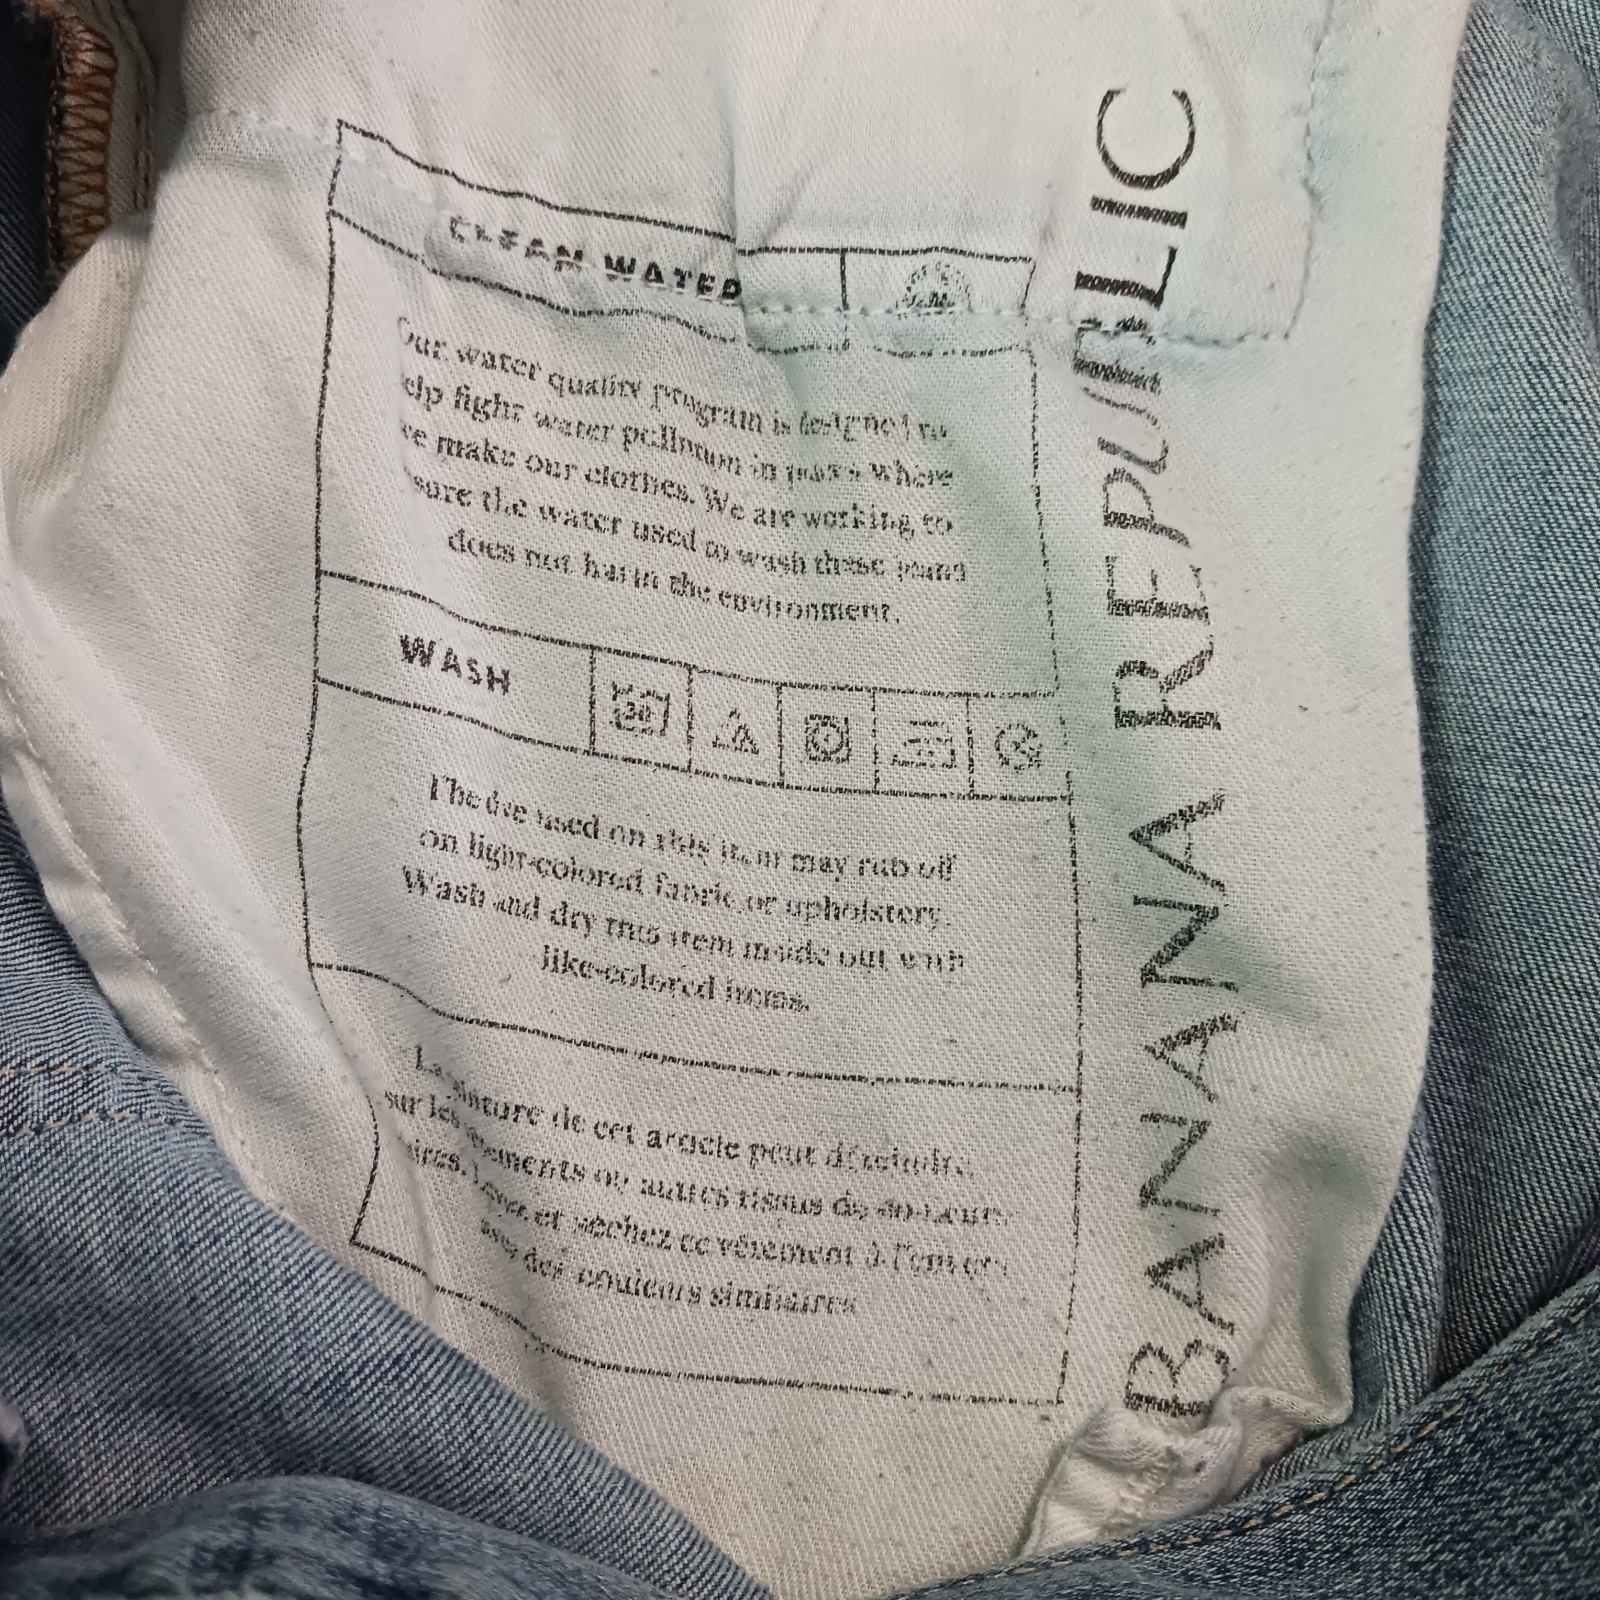 CLEAN WATER
Our water quality program is designed to
help fight water pollution in places where
we make our clothes. We are working to
sure the water used to wash these jeans
does not harm the environment.
WASH
30
The dye used on this item may rub off
on light-colored fabric or upholstery.
Wash and dry this item inside out with
like-colored items.
La teinture de cet article peut déteindre
sur les vêtements ou autres tissus de couleurs
claires. Lavez et séchez ce vêtement à l'envers
avec des couleurs similaires
BANANA REPUBLIC